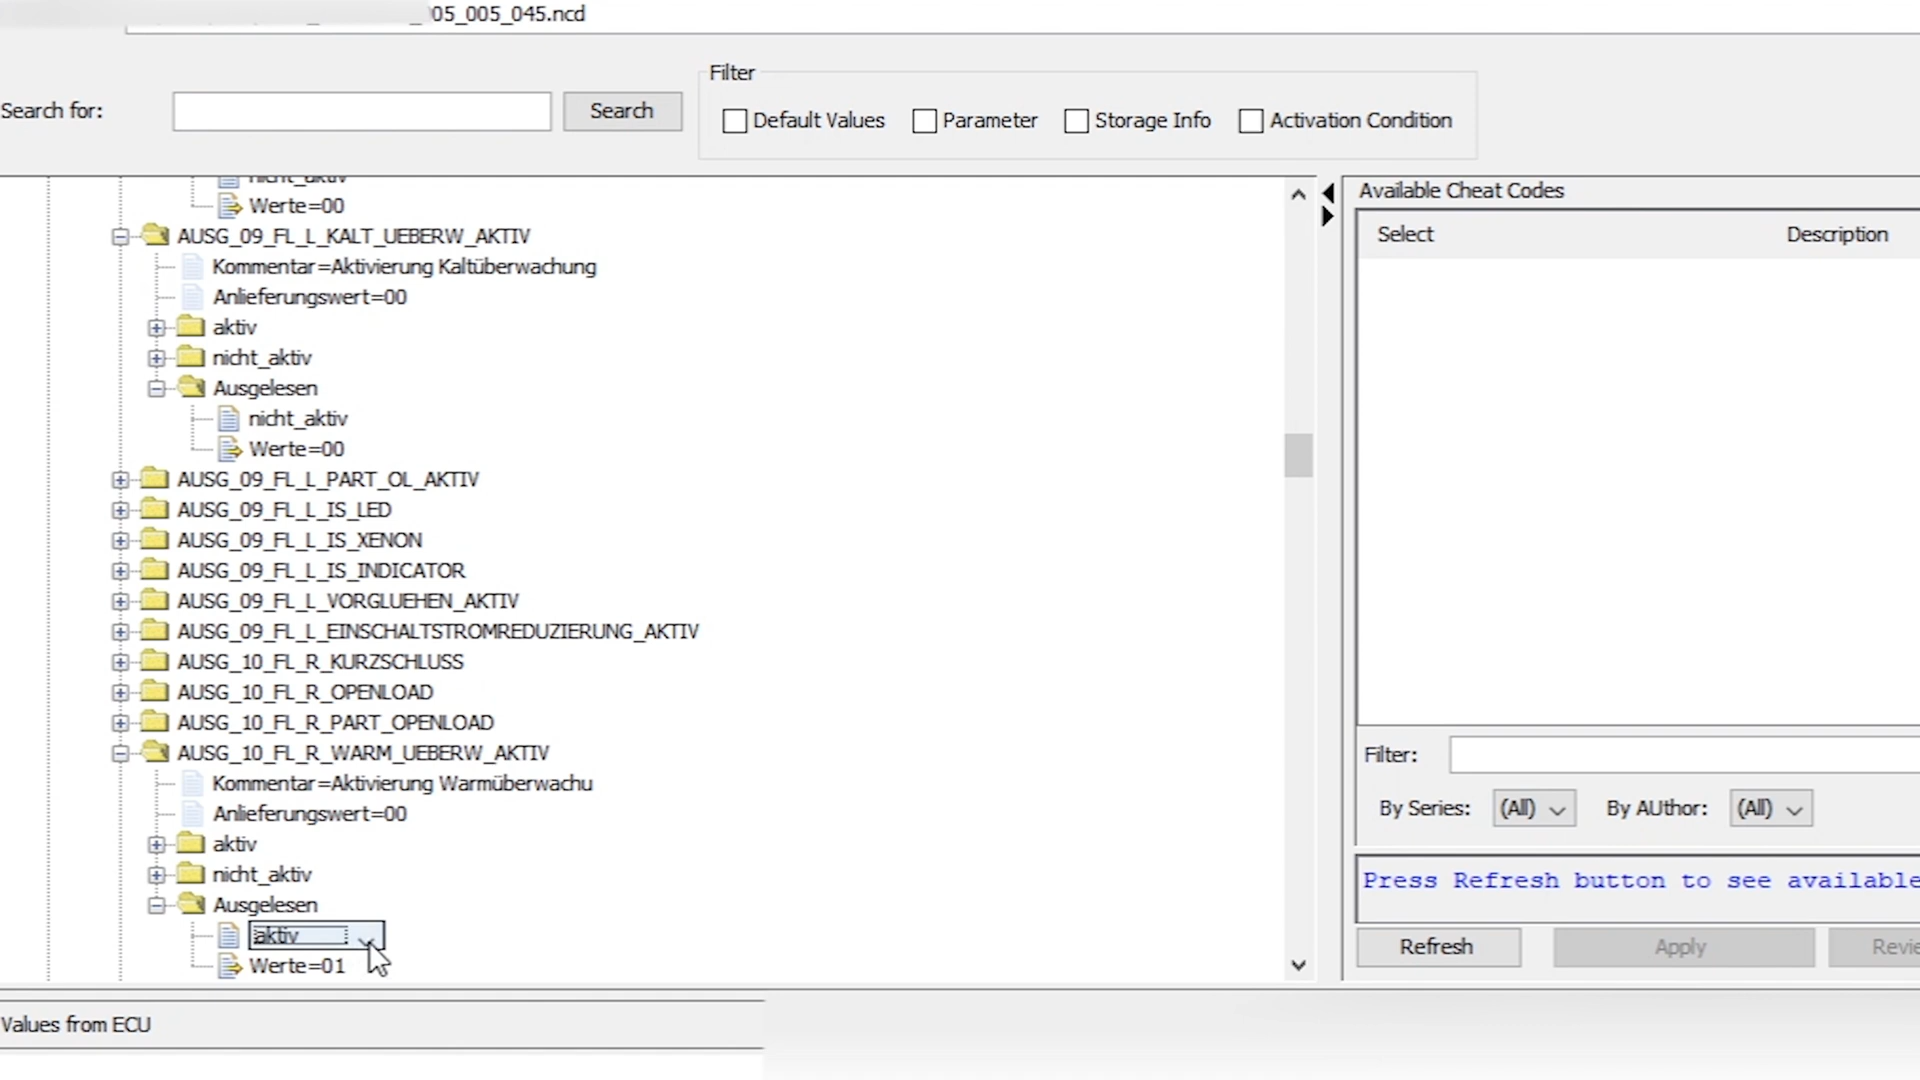 05_005_045.ncd
Filter
Search for:
Search
Default Values
Parameter
Storage Info
Activation Condition
nicht_aktiv
Werte=00
AUSG_09_FL_L_KALT_UEBERW_AKTIV
Kommentar=Aktivierung Kaltüberwachung
Anlieferungswert=00
aktiv
nicht_aktiv
Ausgelesen
nicht_aktiv
Werte=00
AUSG_09_FL_L_PART_OL_AKTIV
AUSG_09_FL_L_IS_LED
AUSG_09_FL_L_IS_XENON
AUSG_09_FL_L_IS_INDICATOR
AUSG_09_FL_L_VORGLUEHEN_AKTIV
AUSG_09_FL_L_EINSCHALTSTROMREDUZIERUNG_AKTIV
AUSG_10_FL_R_KURZSCHLUSS
AUSG_10_FL_R_OPENLOAD
AUSG_10_FL_R_PART_OPENLOAD
AUSG_10_FL_R_WARM_UEBERW_AKTIV
Kommentar=Aktivierung Warmüberwachu
Anlieferungswert=00
aktiv
nicht_aktiv
Ausgelesen
aktiv
Werte=01
Available Cheat Codes
Select
Description
Filter:
By Series:
(All)
By AUthor:
(All)
Press Refresh button to see available
Refresh
Apply
Revie
Values from ECU